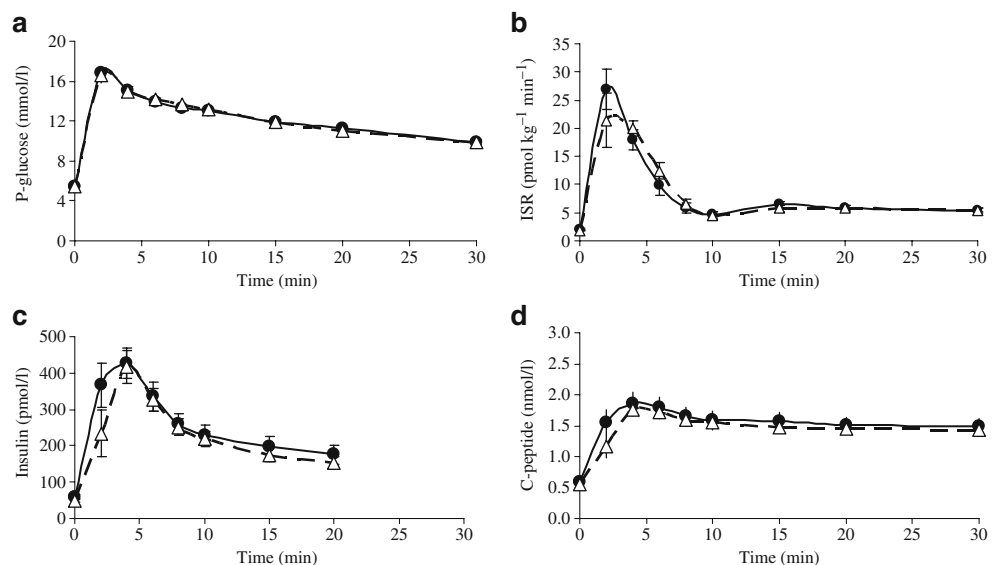 a
P-glucose (mmol/l)
20
16
12
8
4
0
0 5 10 15 20 25 30
Time (min)
b
ISR (pmol kg⁻¹ min⁻¹)
35
30
25
20
15
10
5
0
0 5 10 15 20 25 30
Time (min)
c
Insulin (pmol/l)
500
400
300
200
100
0
0 5 10 15 20 25 30
Time (min)
d
C-peptide (nmol/l)
3.0
2.5
2.0
1.5
1.0
0.5
0.0
0 5 10 15 20 25 30
Time (min)